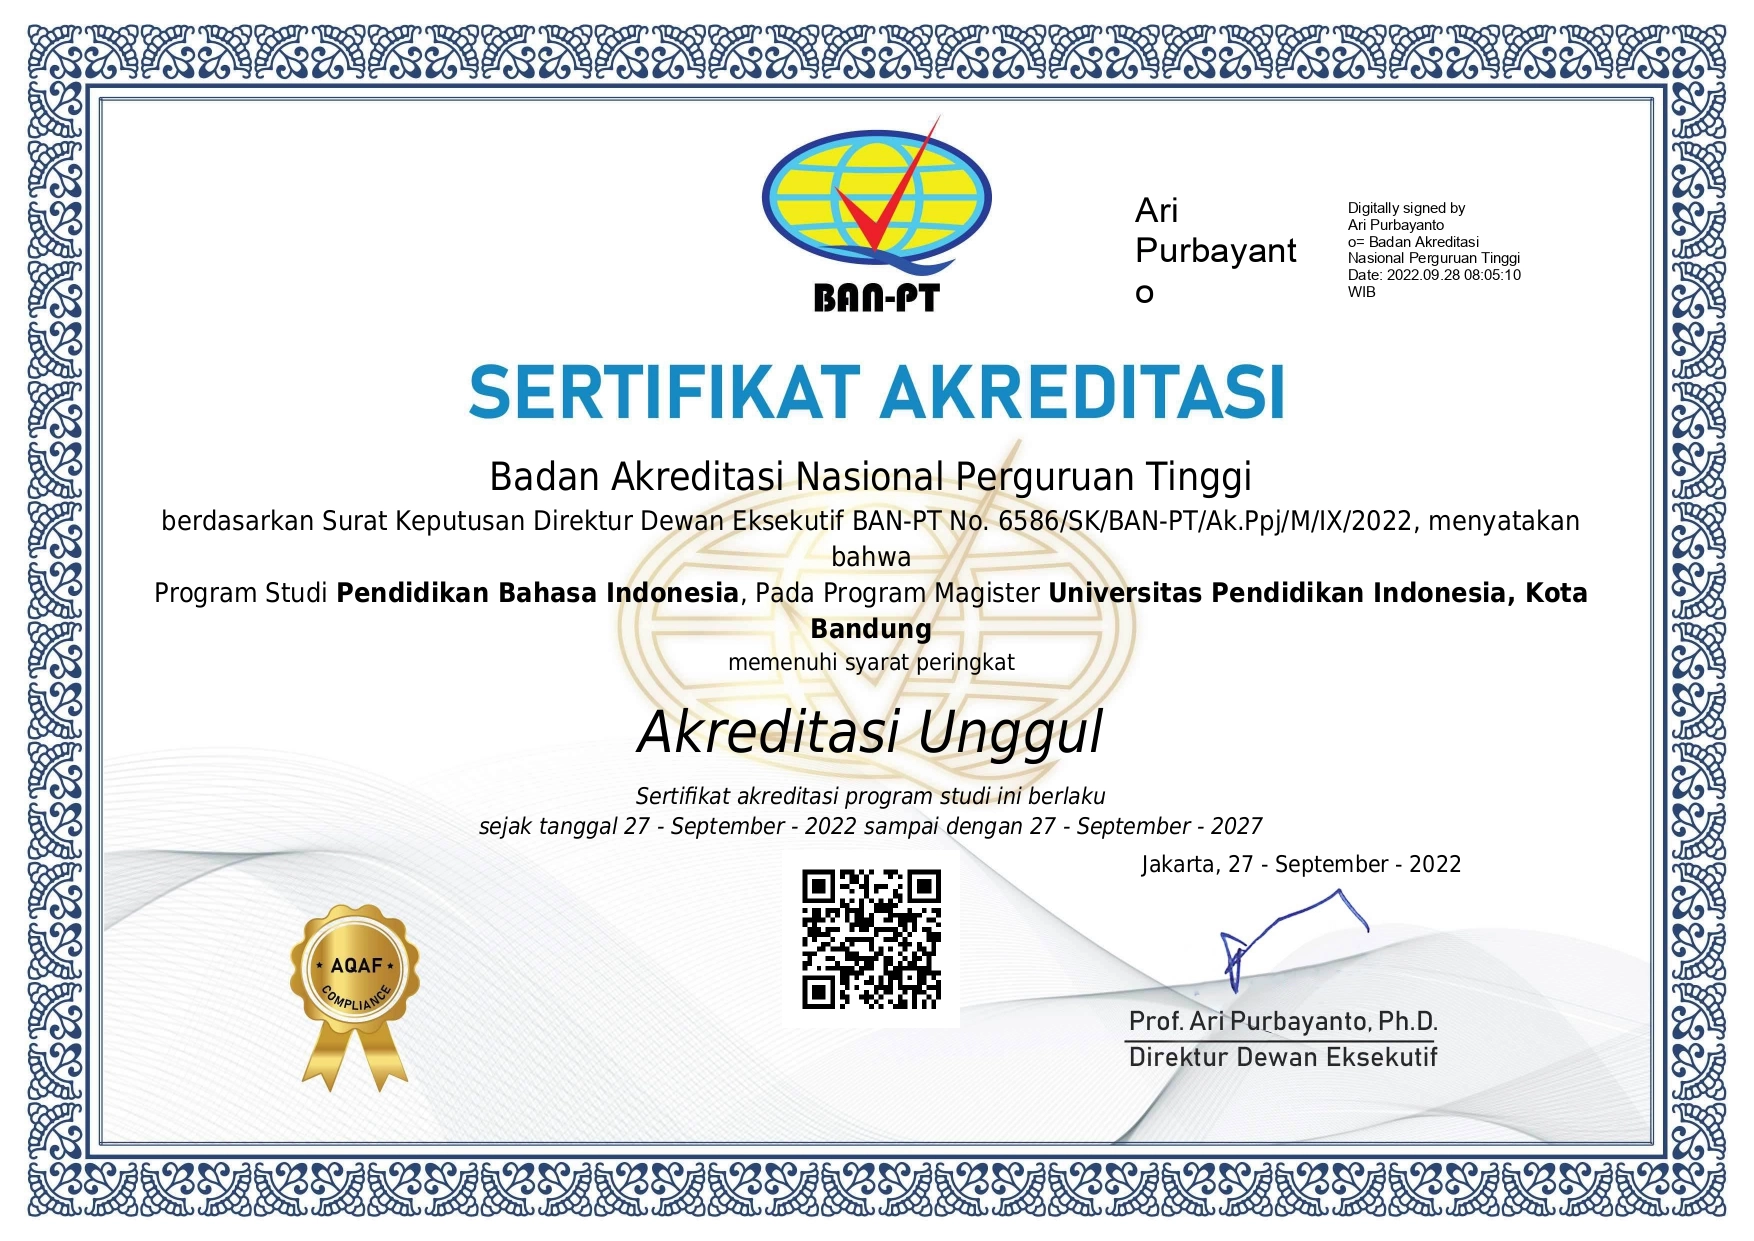 BAN-PT
Ari
Purbayant
o
Digitally signed by
Ari Purbayanto
o= Badan Akreditasi
Nasional Perguruan Tinggi
Date: 2022.09.28 08:05:10
WIB
SERTIFIKAT AKREDITASI
Badan Akreditasi Nasional Perguruan Tinggi
berdasarkan Surat Keputusan Direktur Dewan Eksekutif BAN-PT No. 6586/SK/BAN-PT/Ak.Ppj/M/IX/2022, menyatakan
bahwa
Program Studi Pendidikan Bahasa Indonesia, Pada Program Magister Universitas Pendidikan Indonesia, Kota
Bandung
memenuhi syarat peringkat
Akreditasi Unggul
Sertifikat akreditasi program studi ini berlaku
sejak tanggal 27 - September - 2022 sampai dengan 27 - September - 2027
Jakarta, 27 - September - 2022
AQAF
COMPLIANCE
Prof. Ari Purbayanto, Ph.D.
Direktur Dewan Eksekutif